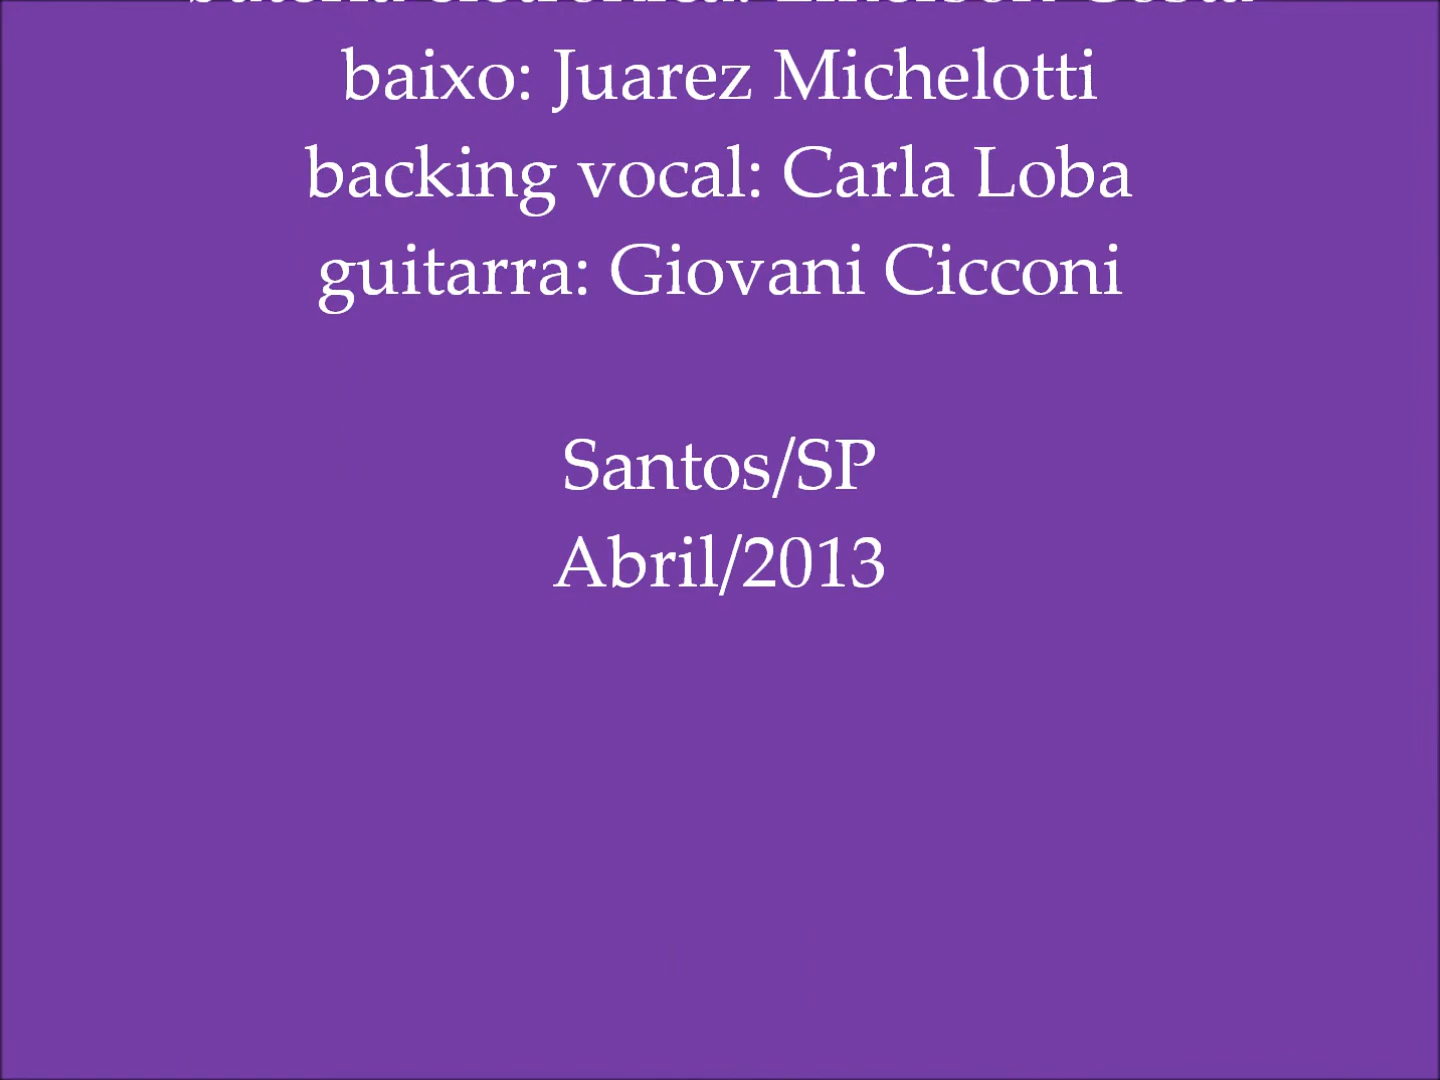 baixo: Juarez Michelotti
backing vocal: Carla Loba
guitarra: Giovani Cicconi
Santos/SP
Abril/2013